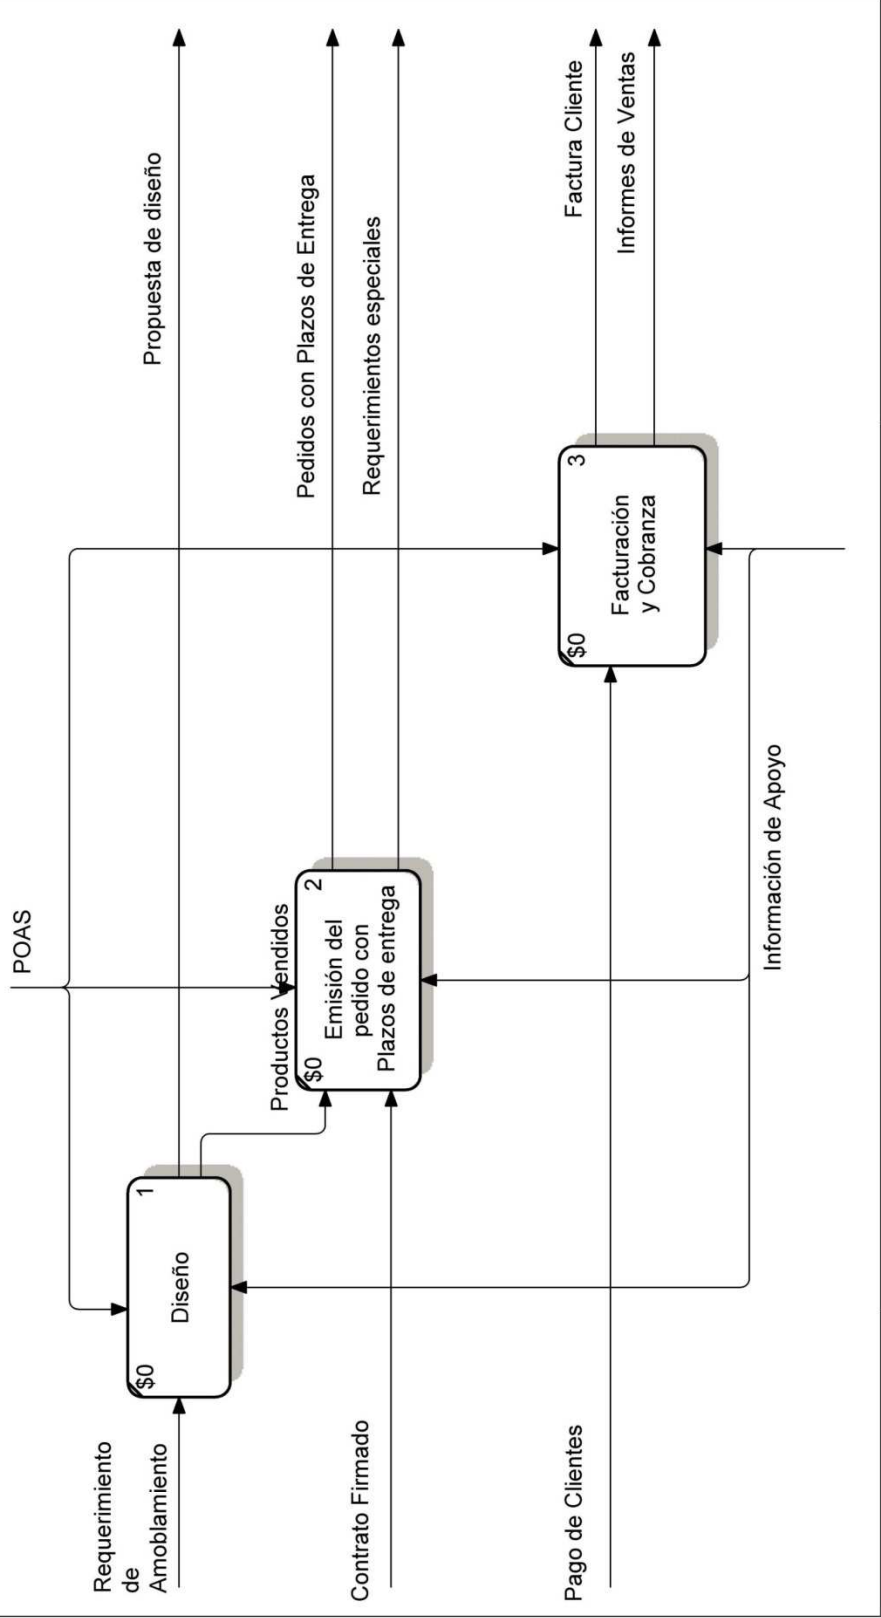 POAS
Requerimiento
de
Amoblamiento
$0
Diseño
1
Propuesta de diseño
Productos Vendidos
Contrato Firmado
$0
Emisión del
pedido con
Plazos de entrega
2
Pedidos con Plazos de Entrega
Requerimientos especiales
Pago de Clientes
$0
Facturación
y Cobranza
3
Factura Cliente
Informes de Ventas
Información de Apoyo